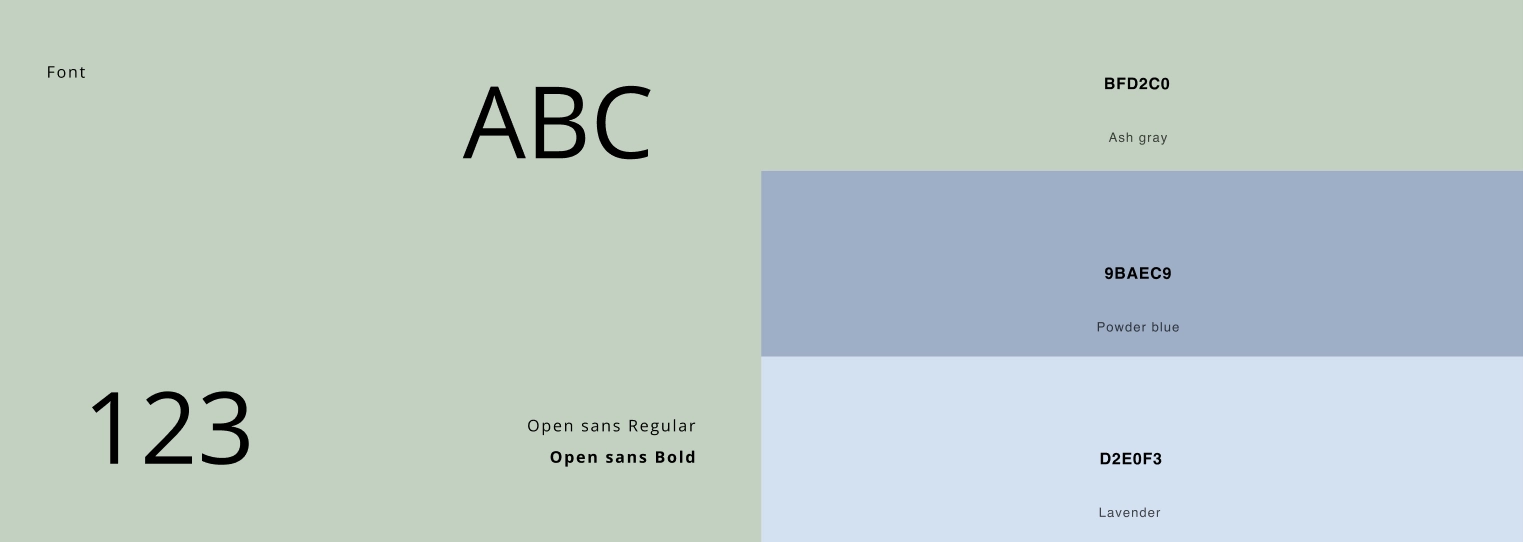 Font
ABC
123
Open sans Regular
Open sans Bold
BFD2C0
Ash gray
9BAEC9
Powder blue
D2E0F3
Lavender